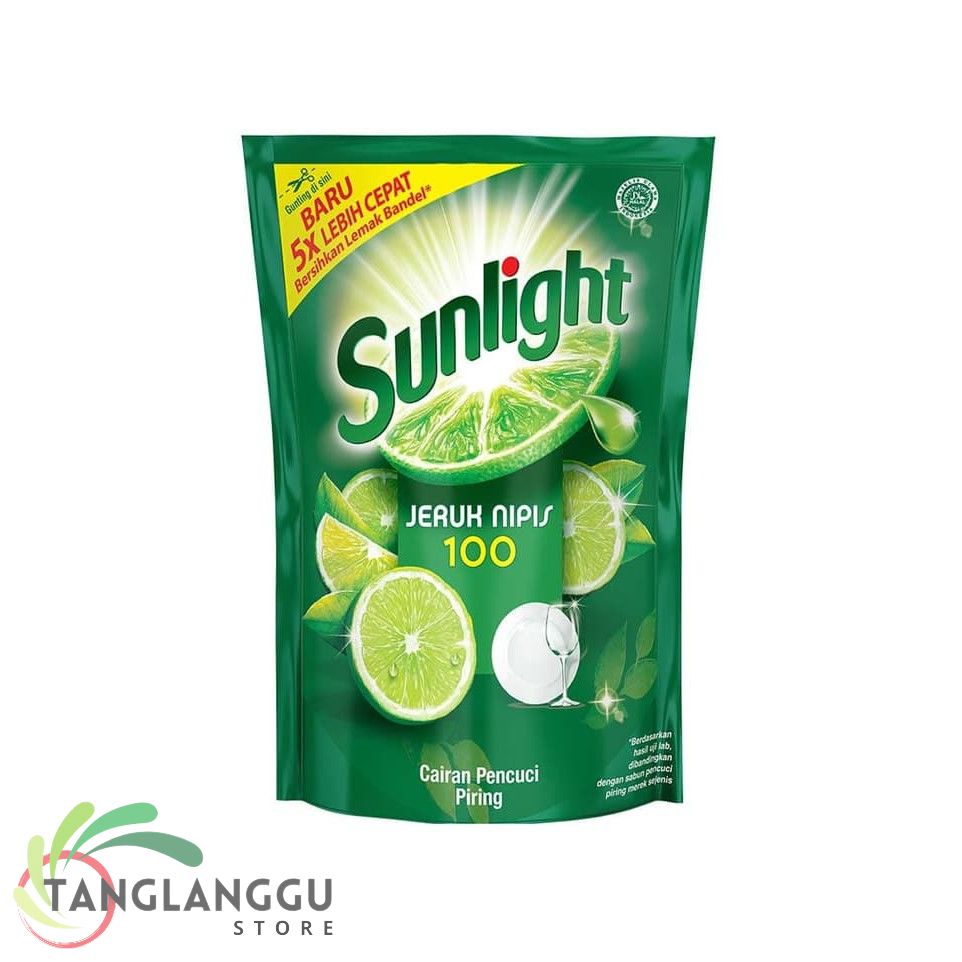 Gunting di sini
BARU
5X LEBIH CEPAT
Bersihkan Lemak Bandel*
Sunlight
JERUK NIPIS
100
Cairan Pencuci
Piring
*Berdasarkan
hasil uji lab,
dibandingkan
dengan sabun pencuci
piring merek sejenis
TANGLANGGU
STORE